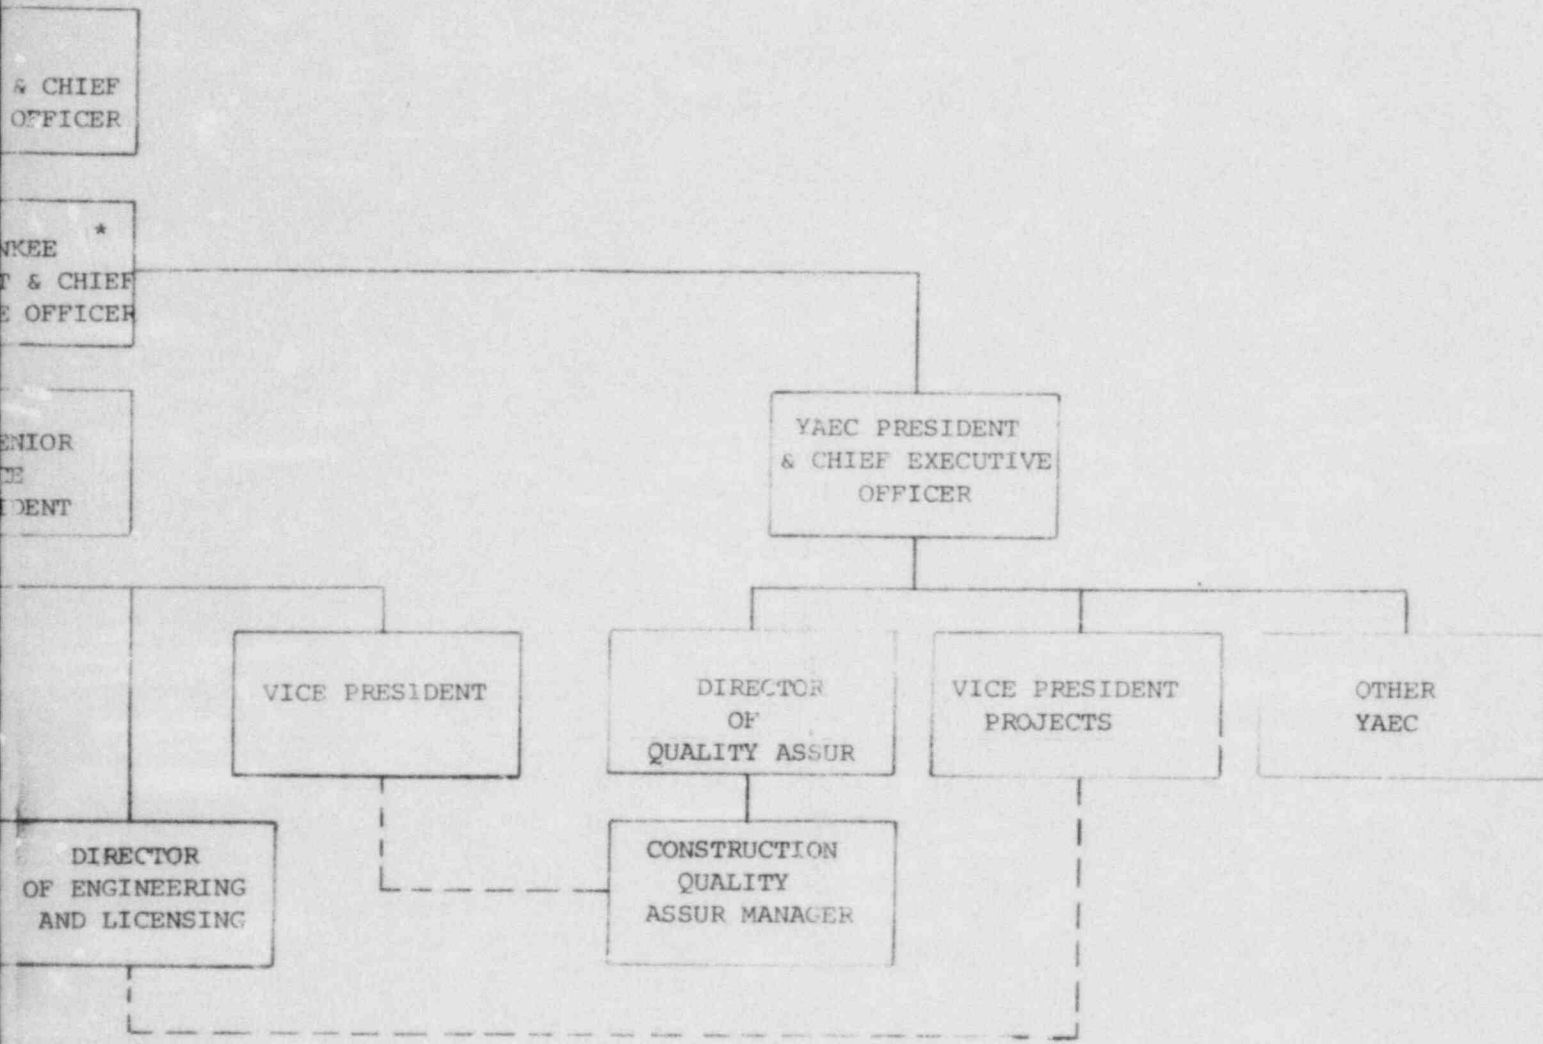 & CHIEF
OFFICER
*
NKEE
T & CHIEF
E OFFICER
YAEC PRESIDENT
& CHIEF EXECUTIVE
OFFICER
ENIOR
CE
IDENT
VICE PRESIDENT
DIRECTOR
OF
QUALITY ASSUR
VICE PRESIDENT
PROJECTS
OTHER
YAEC
DIRECTOR
OF ENGINEERING
AND LICENSING
CONSTRUCTION
QUALITY
ASSUR MANAGER